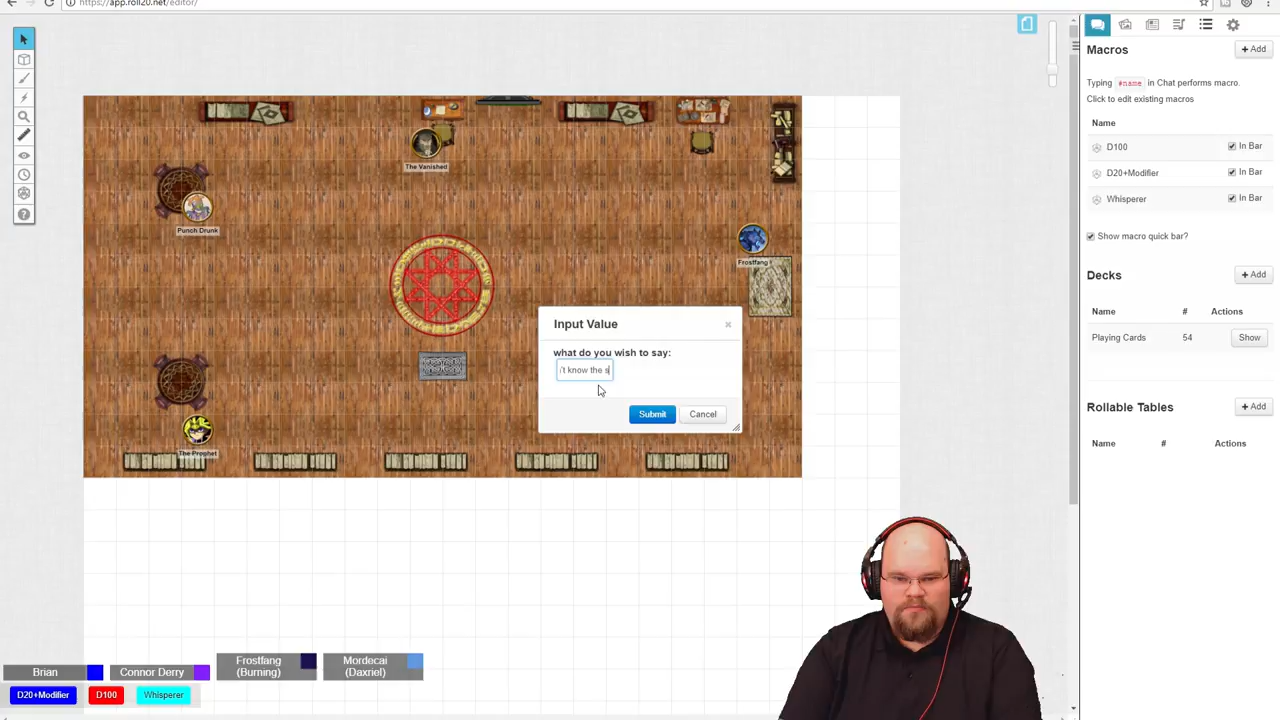 https://app.roll20.net/editor/
Macros
+ Add
Typing #name in Chat performs macro.
Click to edit existing macros
Name
D100
In Bar
D20+Modifier
In Bar
Whisperer
In Bar
Show macro quick bar?
Decks
+ Add
Name # Actions
Playing Cards 54 Show
Rollable Tables
+ Add
Name # Actions
The Vanished
Punch Drunk
Frostfang
The Prophet
Input Value
×
what do you wish to say:
't know the s
Submit
Cancel
Brian
Connor Derry
Frostfang
(Burning)
Mordecai
(Daxriel)
D20+Modifier
D100
Whisperer